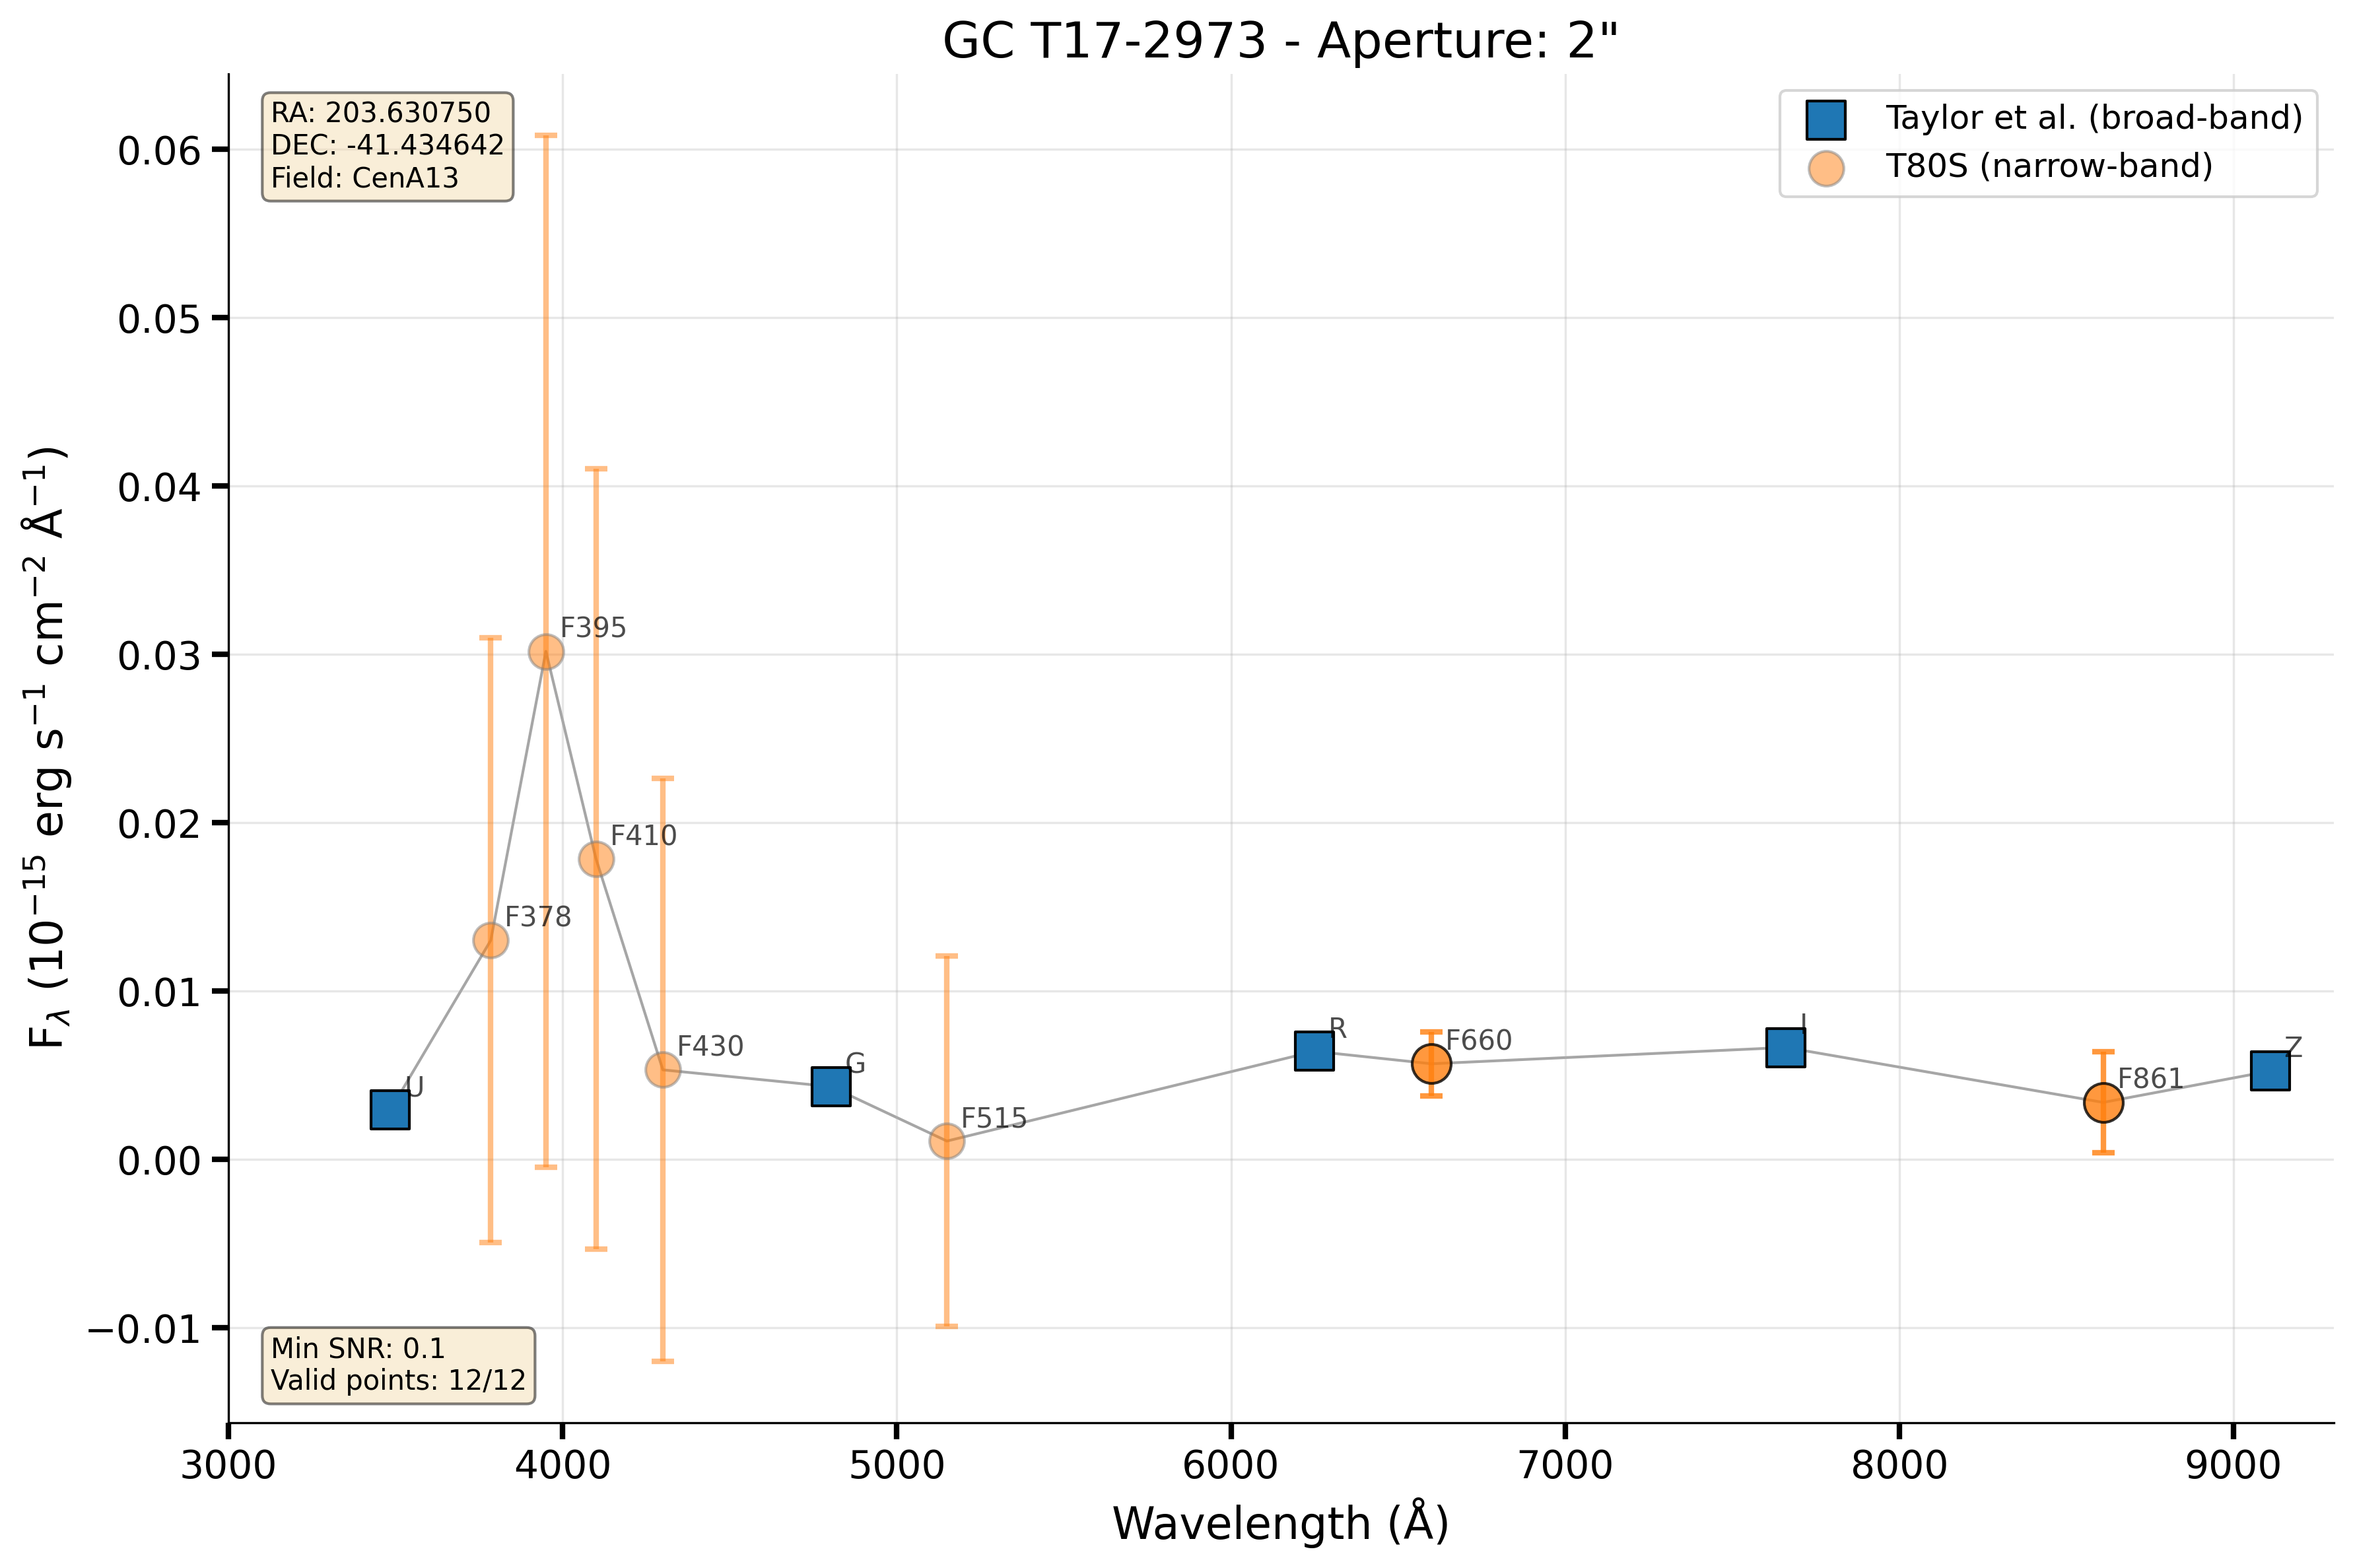 GC T17-2973 - Aperture: 2"
RA: 203.630750
DEC: -41.434642
Field: CenA13
Taylor et al. (broad-band)
T80S (narrow-band)
F$_{λ}$ (10$^{−15}$ erg s$^{−1}$ cm$^{−2}$ Å$^{−1}$)
0.06
0.05
0.04
0.03
0.02
0.01
0.00
−0.01
U
F378
F395
F410
F430
G
F515
R
F660
I
F861
Z
Min SNR: 0.1
Valid points: 12/12
3000 4000 5000 6000 7000 8000 9000
Wavelength (Å)